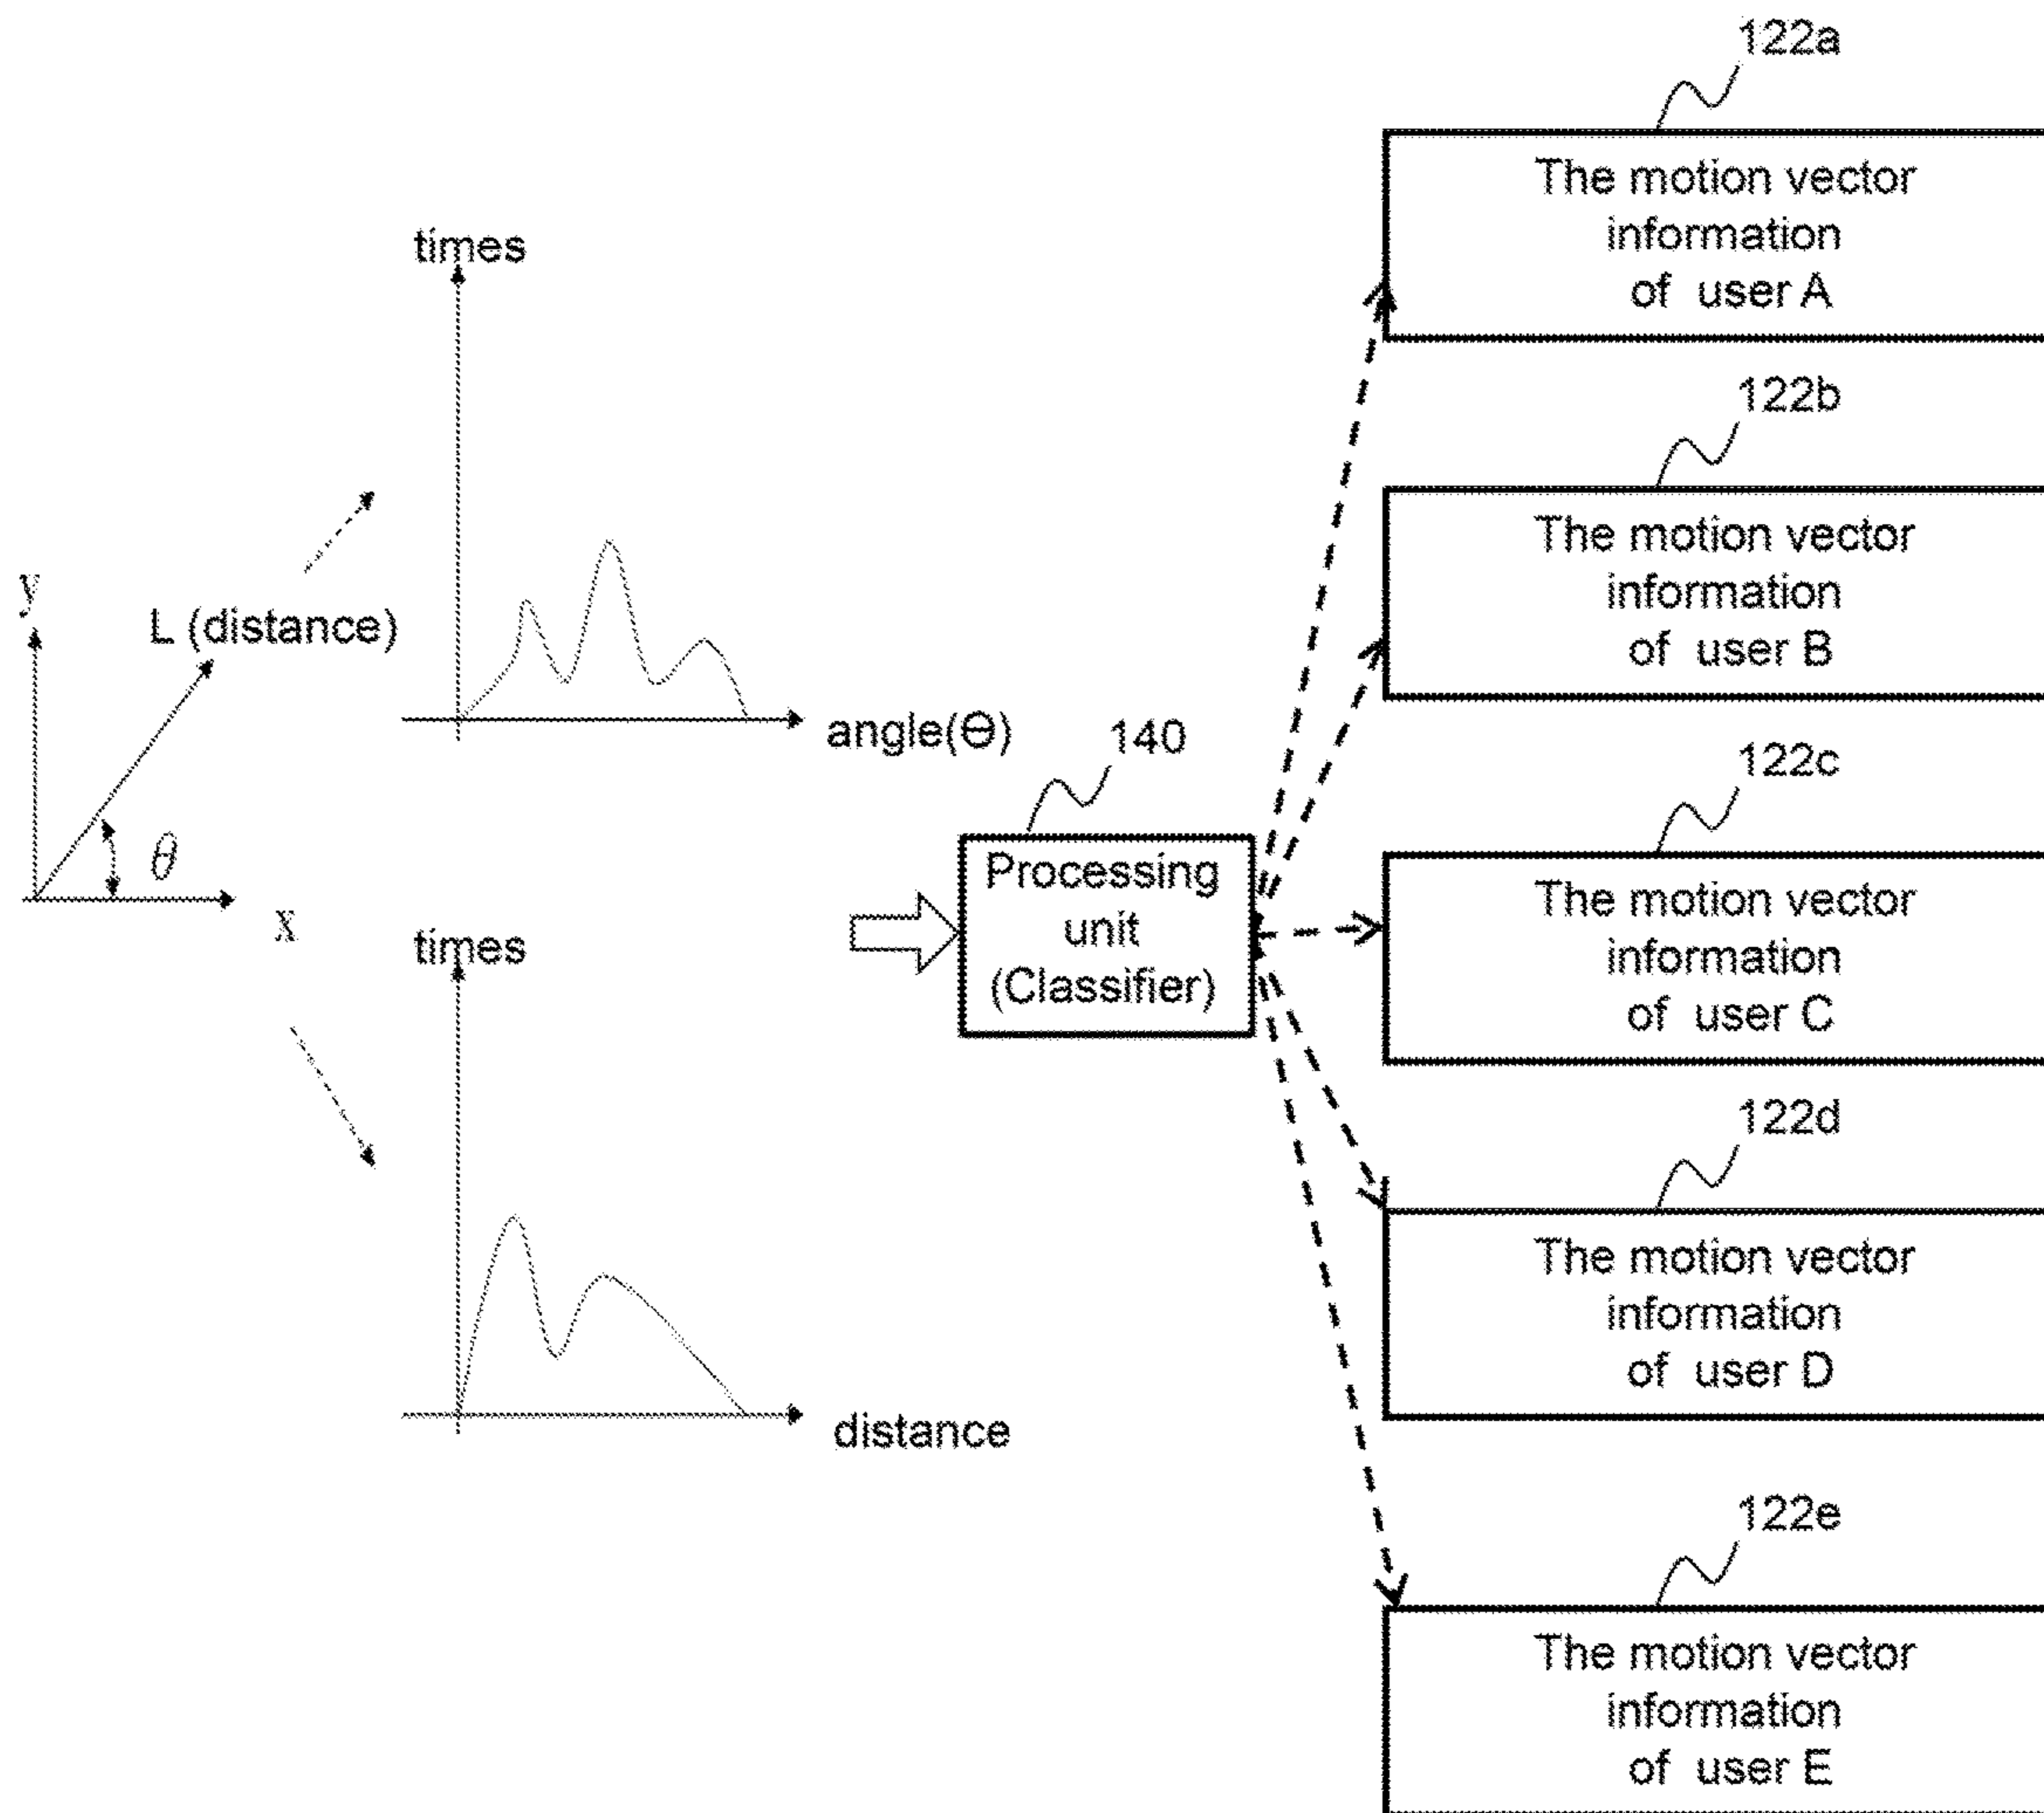 y
L (distance)
θ
x
times
angle(Θ)
times
distance
140
Processing
unit
(Classifier)
122a
The motion vector
information
of user A
122b
The motion vector
information
of user B
122c
The motion vector
information
of user C
122d
The motion vector
information
of user D
122e
The motion vector
information
of user E